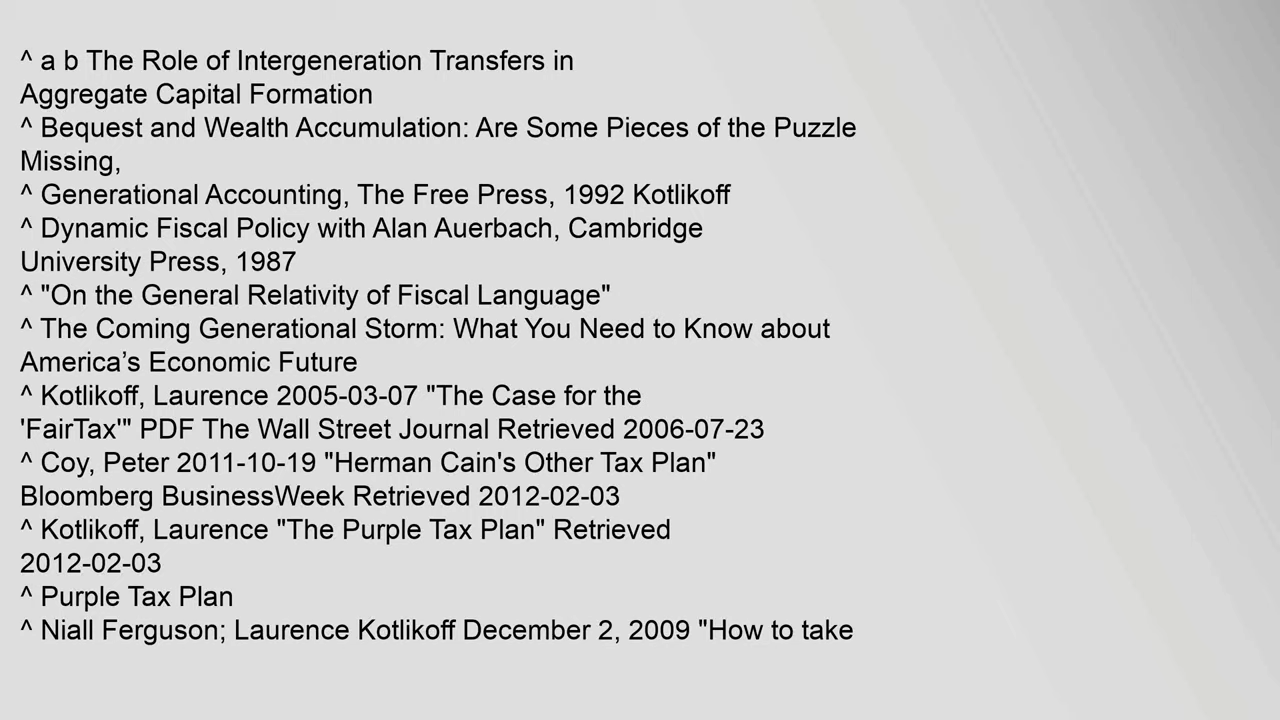 ^ a b The Role of Intergeneration Transfers in
Aggregate Capital Formation
^ Bequest and Wealth Accumulation: Are Some Pieces of the Puzzle
Missing,
^ Generational Accounting, The Free Press, 1992 Kotlikoff
^ Dynamic Fiscal Policy with Alan Auerbach, Cambridge
University Press, 1987
^ "On the General Relativity of Fiscal Language"
^ The Coming Generational Storm: What You Need to Know about
America’s Economic Future
^ Kotlikoff, Laurence 2005-03-07 "The Case for the
'FairTax'" PDF The Wall Street Journal Retrieved 2006-07-23
^ Coy, Peter 2011-10-19 "Herman Cain's Other Tax Plan"
Bloomberg BusinessWeek Retrieved 2012-02-03
^ Kotlikoff, Laurence "The Purple Tax Plan" Retrieved
2012-02-03
^ Purple Tax Plan
^ Niall Ferguson; Laurence Kotlikoff December 2, 2009 "How to take